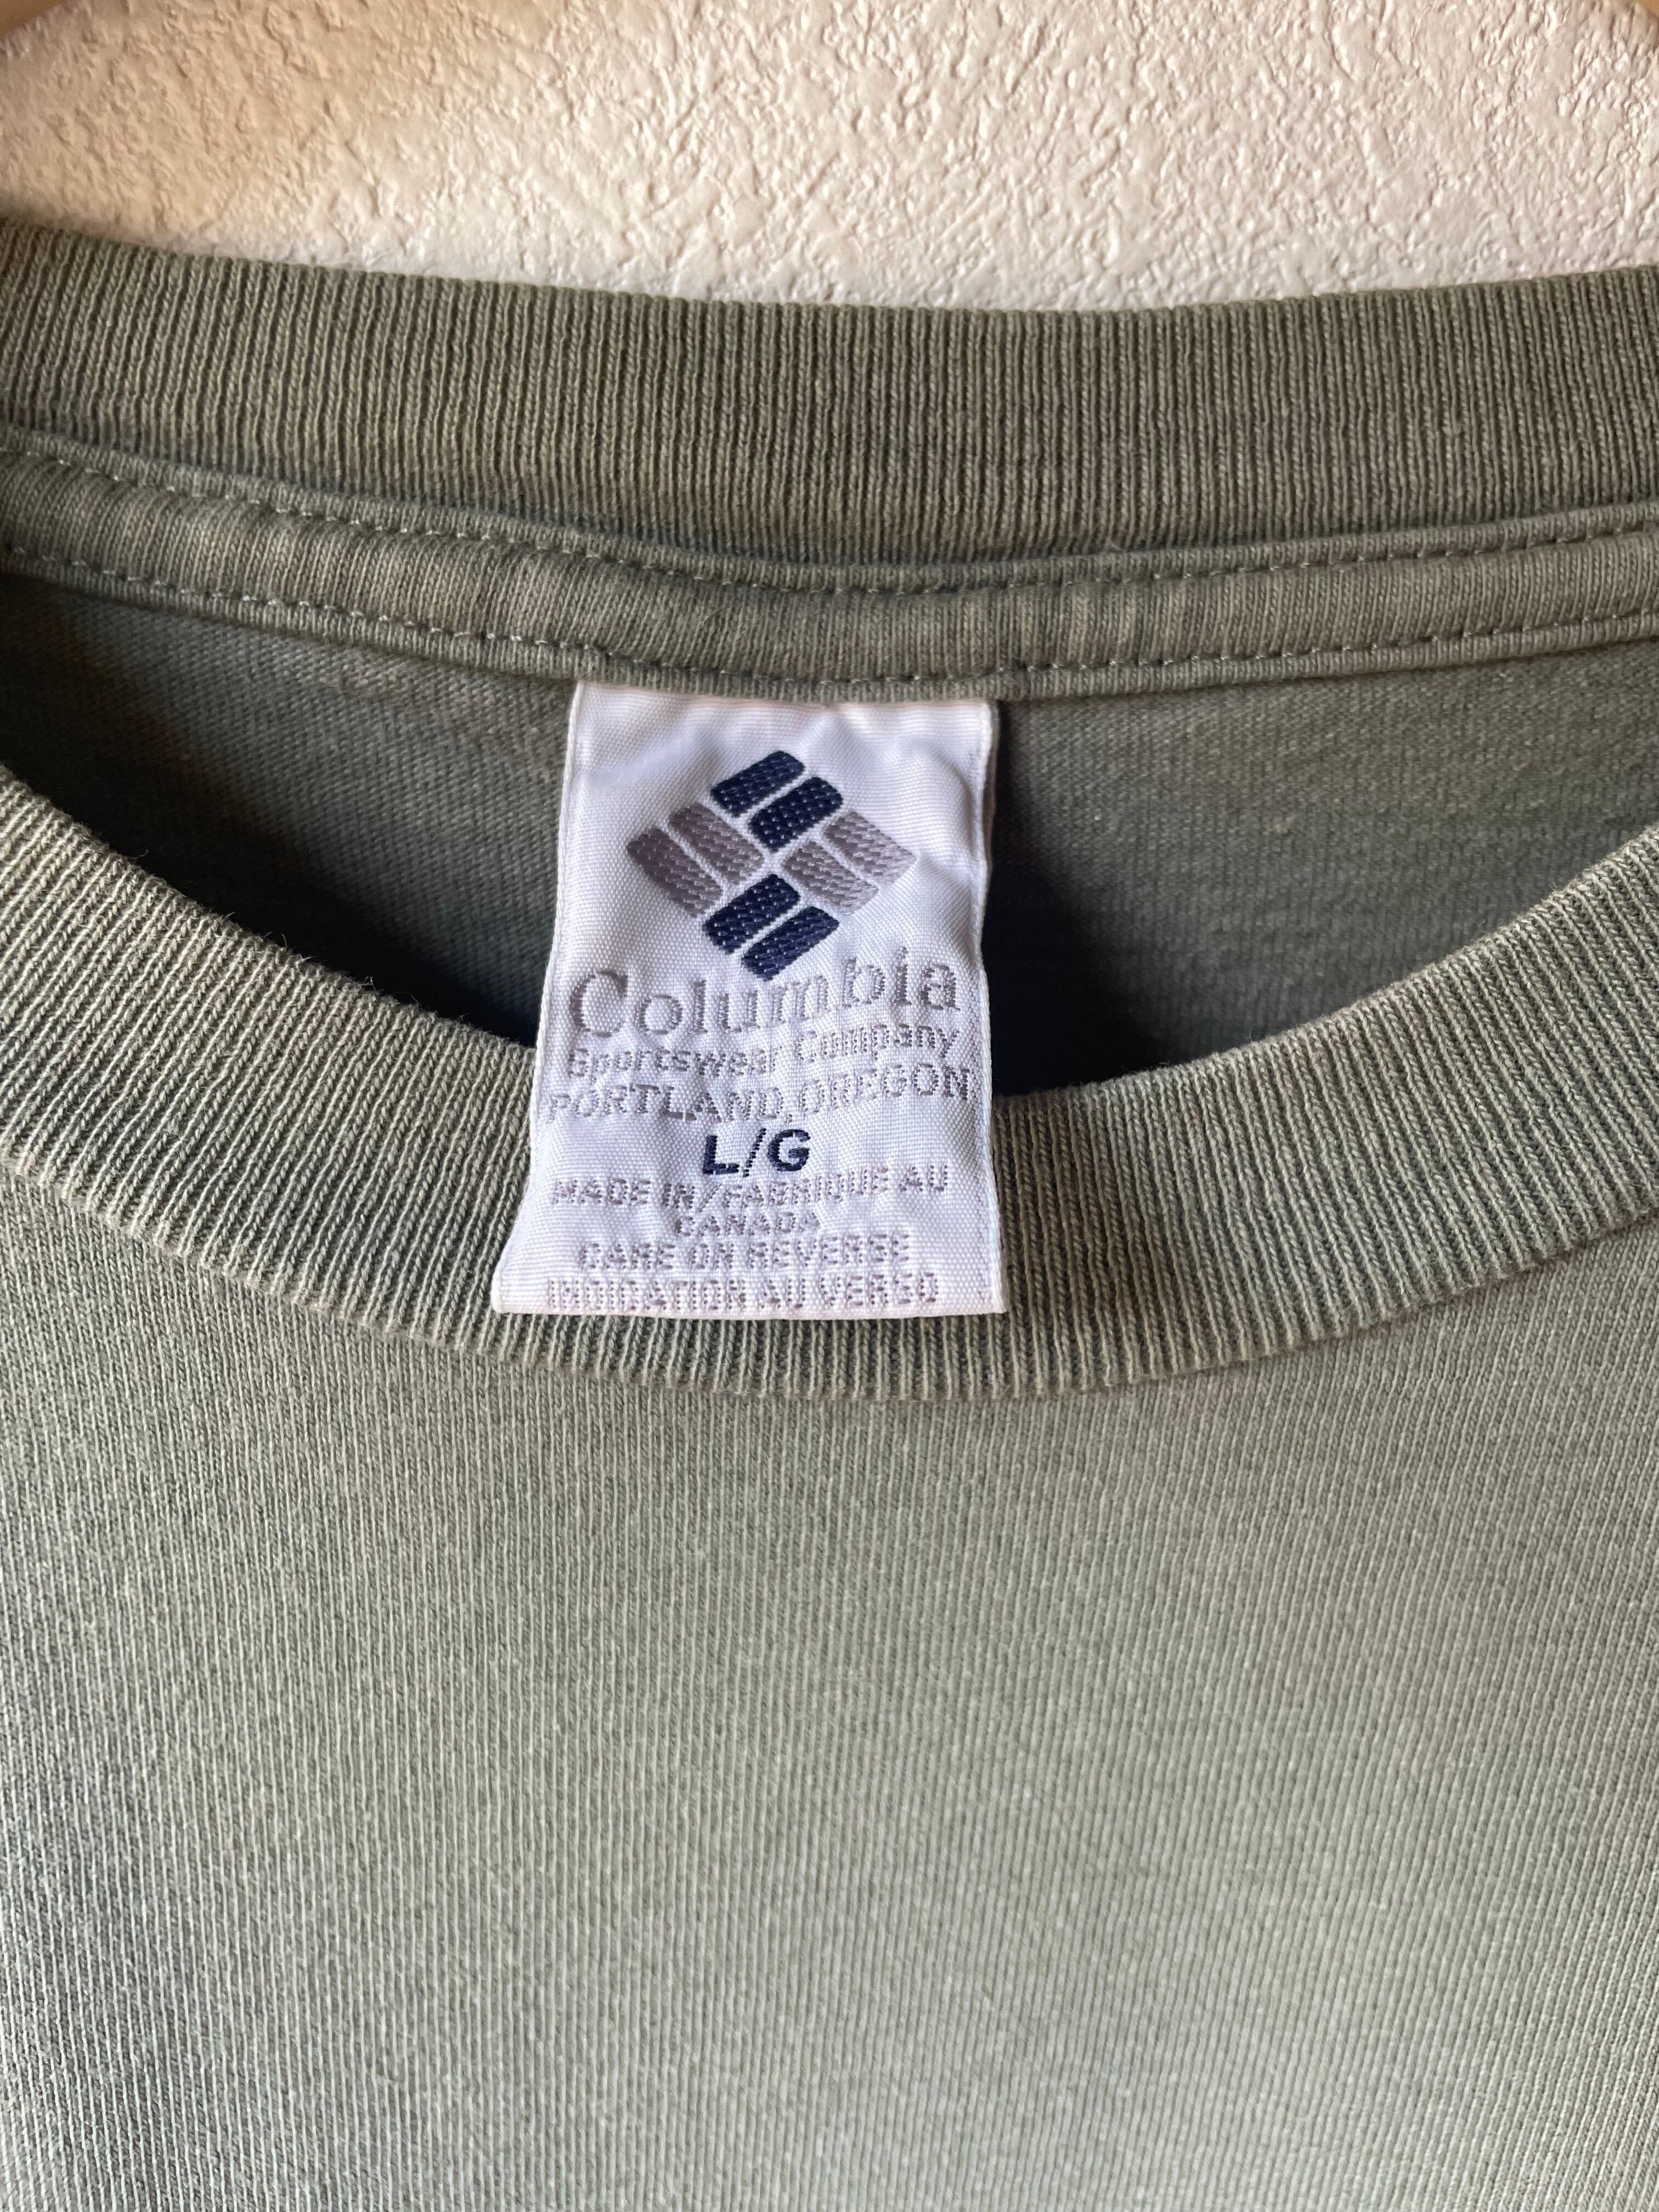 Columbia
Sportswear Company
PORTLAND, OREGON
L/G
MADE IN/FABRIQUE AU
CANADA
CARE ON REVERSE
INDICATION AU VERSO